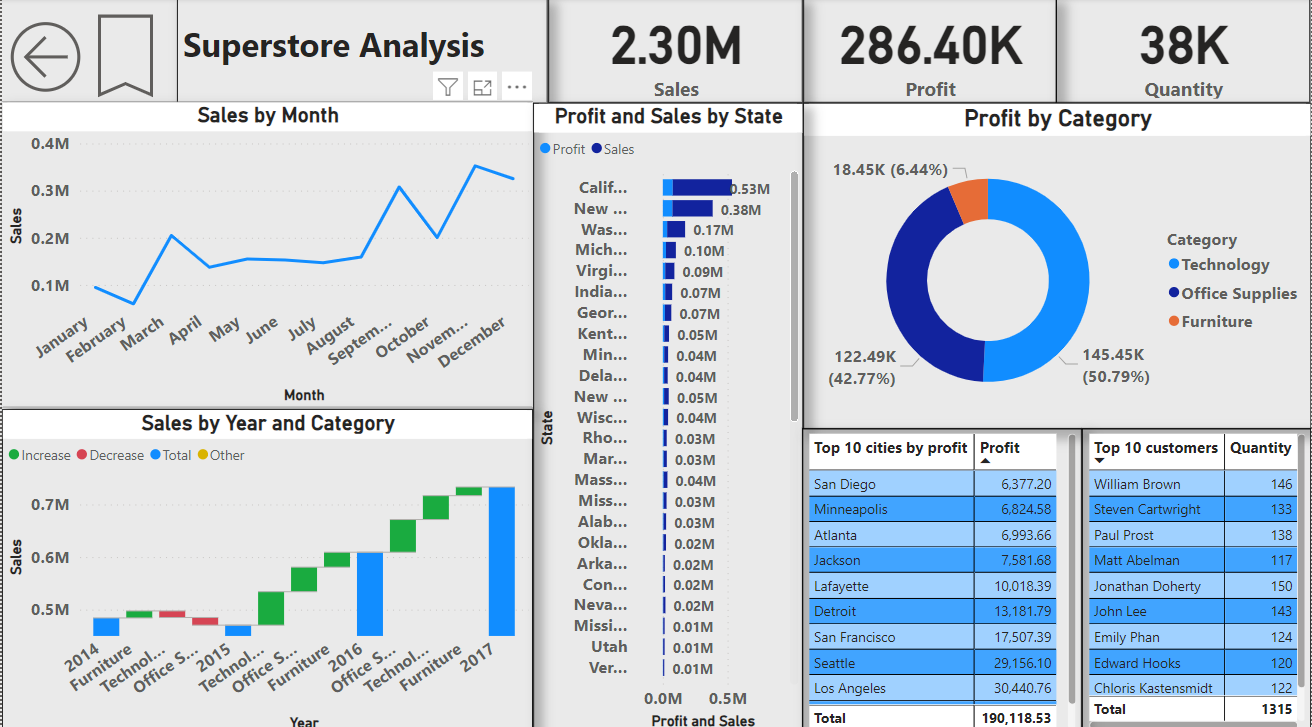 Superstore Analysis
2.30M
Sales
286.40K
Profit
38K
Quantity
Sales by Month
0.4M
0.3M
0.2M
0.1M
Sales
January
February
March
April
May
June
July
August
Septem...
October
Novem...
December
Month
Sales by Year and Category
Increase Decrease Total Other
0.7M
0.6M
0.5M
Sales
2014
Furniture
Technol...
Office S...
2015
Technol...
Office S...
Furniture
2016
Office S...
Technol...
Furniture
2017
Year
Profit and Sales by State
Profit Sales
State
Calif... 0.53M
New ... 0.38M
Was... 0.17M
Mich... 0.10M
Virgi... 0.09M
India... 0.07M
Geor... 0.07M
Kent... 0.05M
Min... 0.04M
Dela... 0.04M
New ... 0.05M
Wisc... 0.04M
Rho... 0.03M
Mar... 0.03M
Mass... 0.04M
Miss... 0.03M
Alab... 0.03M
Okla... 0.02M
Arka... 0.02M
Con... 0.02M
Neva... 0.02M
Missi... 0.01M
Utah 0.01M
Ver... 0.01M
0.0M 0.5M
Profit and Sales
Profit by Category
18.45K (6.44%)
122.49K
(42.77%)
145.45K
(50.79%)
Category
Technology
Office Supplies
Furniture
Top 10 cities by profit Profit
San Diego 6,377.20
Minneapolis 6,824.58
Atlanta 6,993.66
Jackson 7,581.68
Lafayette 10,018.39
Detroit 13,181.79
San Francisco 17,507.39
Seattle 29,156.10
Los Angeles 30,440.76
Total 190,118.53
Top 10 customers Quantity
William Brown 146
Steven Cartwright 133
Paul Prost 138
Matt Abelman 117
Jonathan Doherty 150
John Lee 143
Emily Phan 124
Edward Hooks 120
Chloris Kastensmidt 122
Total 1315